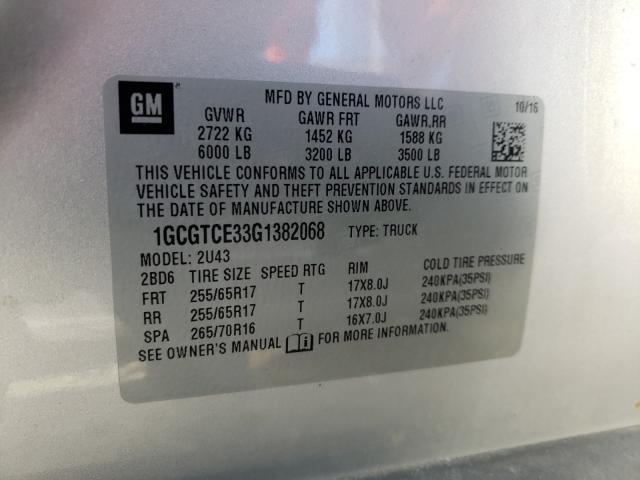 GM
MFD BY GENERAL MOTORS LLC
10/16
GVWR GAWR FRT GAWR RR
2722 KG 1452 KG 1588 KG
6000 LB 3200 LB 3500 LB
THIS VEHICLE CONFORMS TO ALL APPLICABLE U.S. FEDERAL MOTOR
VEHICLE SAFETY AND THEFT PREVENTION STANDARDS IN EFFECT ON
THE DATE OF MANUFACTURE SHOWN ABOVE.
1GCGTCE33G1382068 TYPE: TRUCK
MODEL: 2U43
2BD6 TIRE SIZE SPEED RTG RIM COLD TIRE PRESSURE
FRT 255/65R17 T 17X8.0J 240KPA(35PSI)
RR 255/65R17 T 17X8.0J 240KPA(35PSI)
SPA 265/70R16 T 16X7.0J 240KPA(35PSI)
SEE OWNER'S MANUAL FOR MORE INFORMATION.